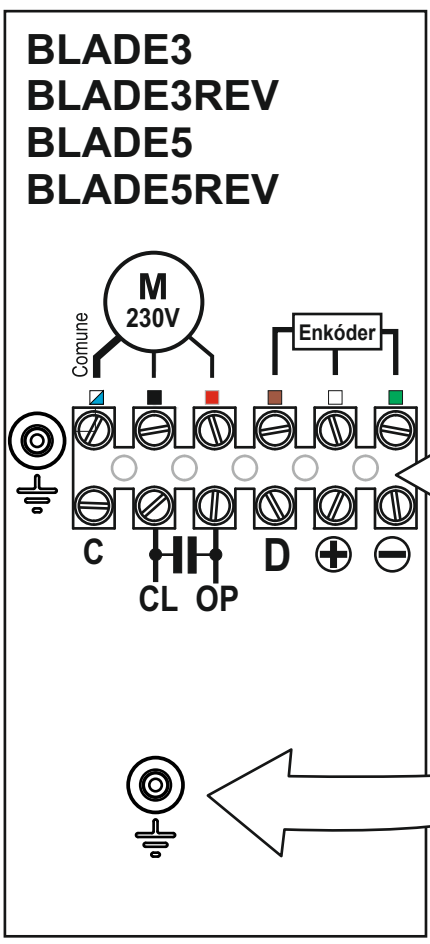 BLADE3
BLADE3REV
BLADE5
BLADE5REV
Comune
M
230V
Enkóder
C
D
+
−
CL
OP